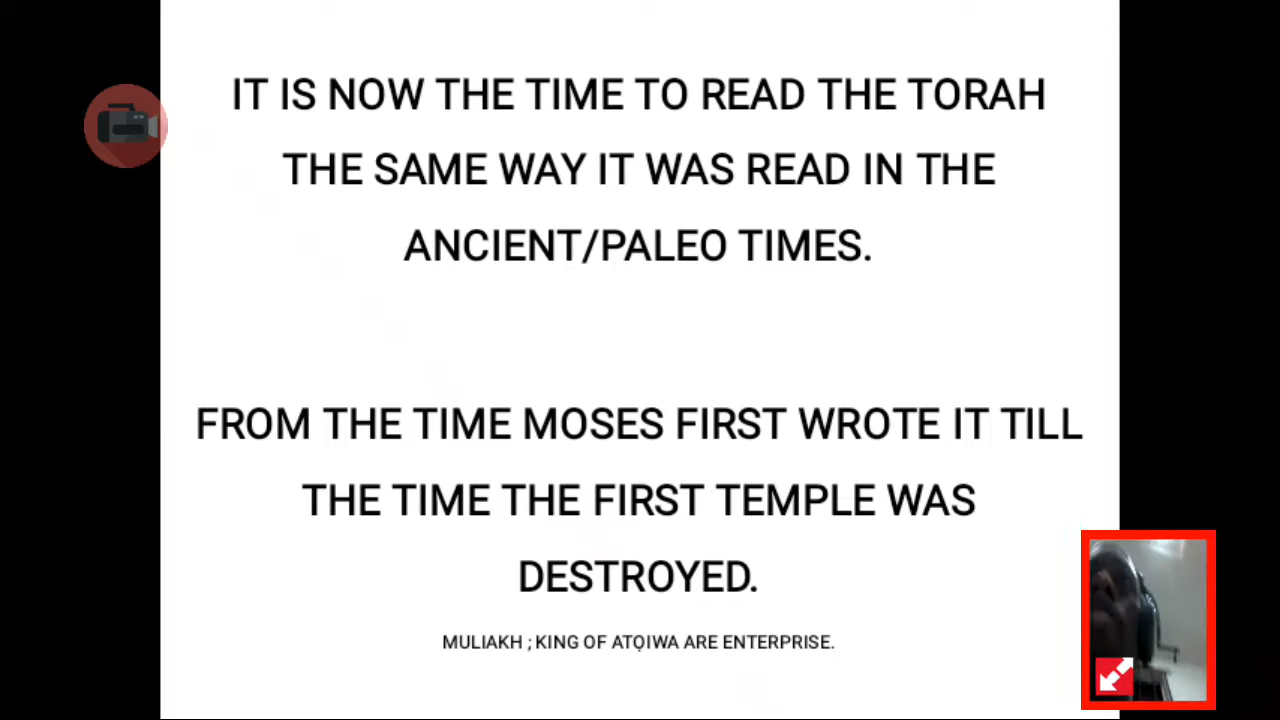 IT IS NOW THE TIME TO READ THE TORAH
THE SAME WAY IT WAS READ IN THE
ANCIENT/PALEO TIMES.
FROM THE TIME MOSES FIRST WROTE IT TILL
THE TIME THE FIRST TEMPLE WAS
DESTROYED.
MULIAKH ; KING OF ATỌIWA ARE ENTERPRISE.